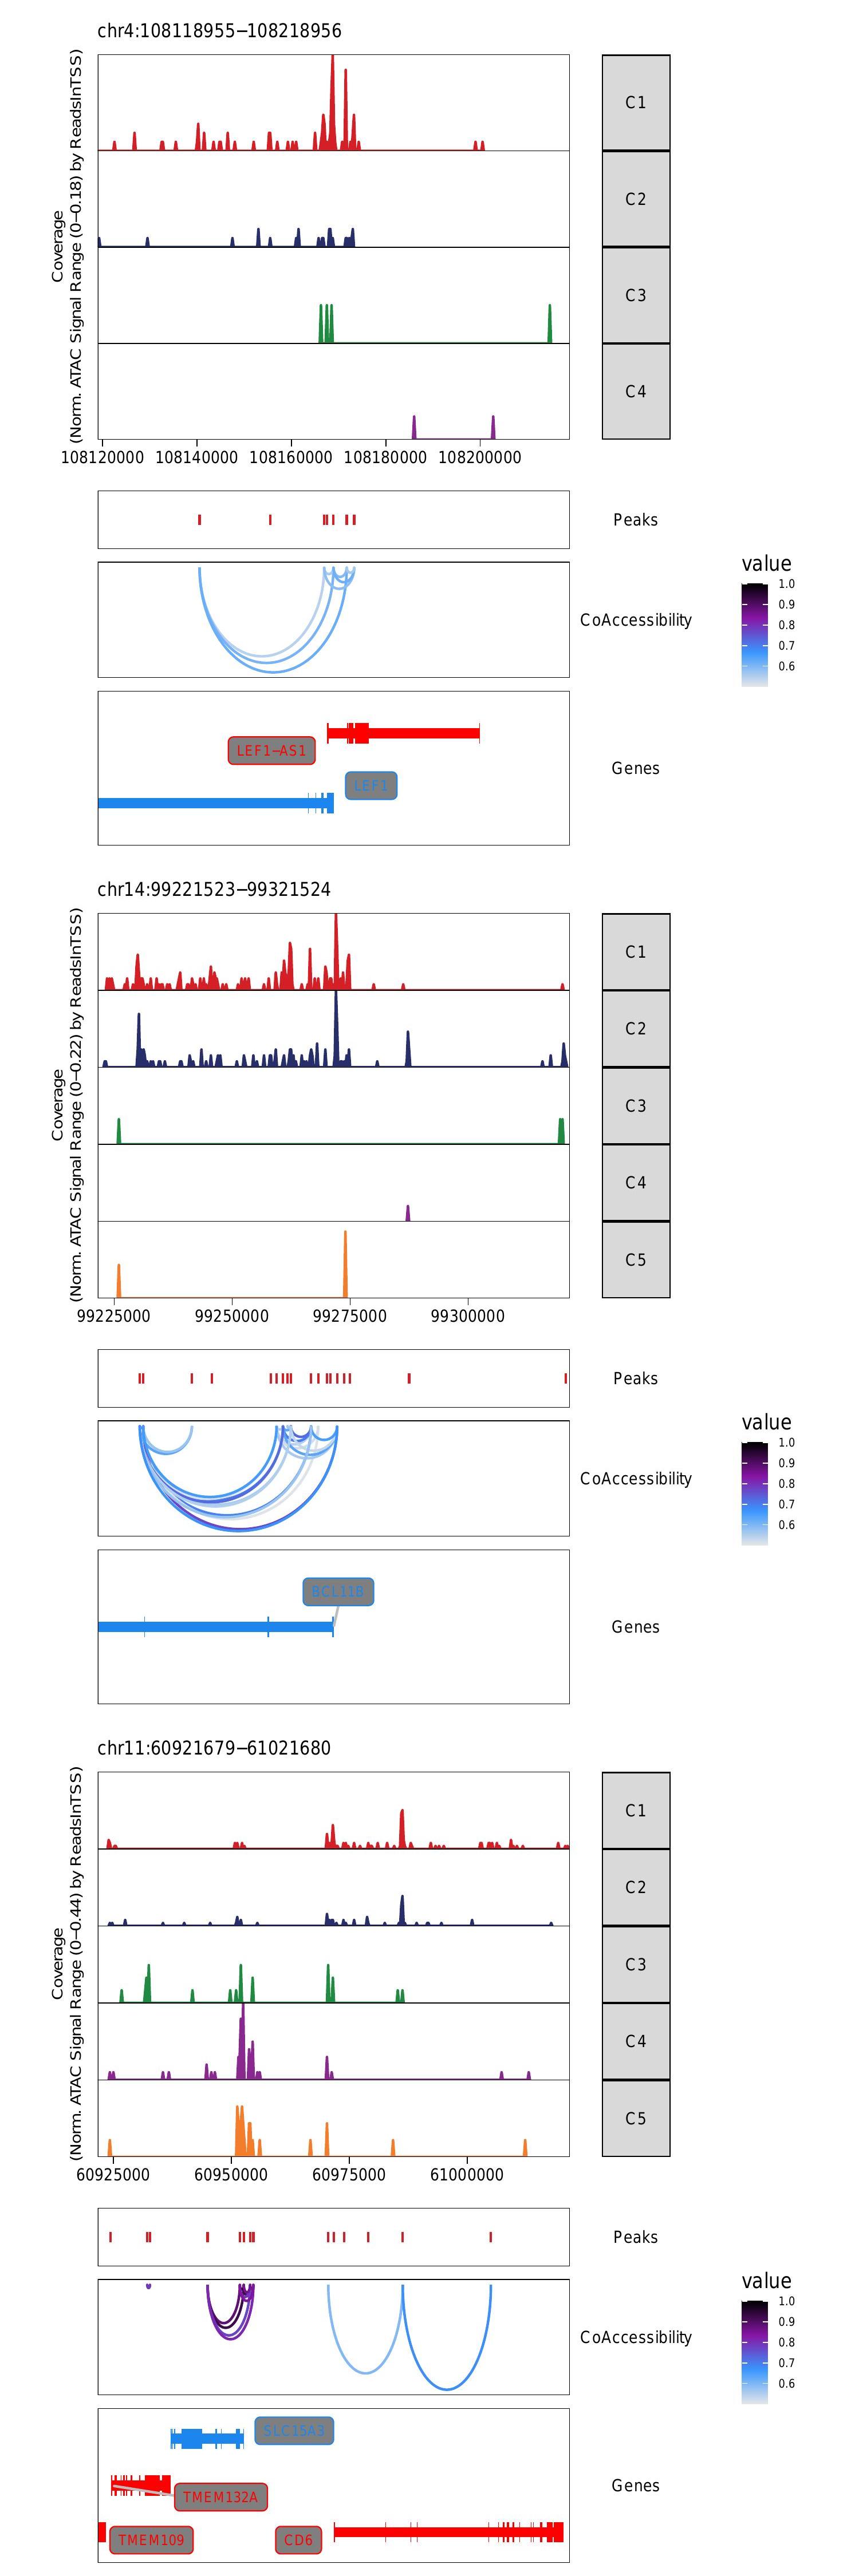 chr4:108118955−108218956
Coverage
(Norm. ATAC Signal Range (0−0.18) by ReadsInTSS)
C1
C2
C3
C4
108120000 108140000 108160000 108180000 108200000
Peaks
CoAccessibility
value
1.0
0.9
0.8
0.7
0.6
LEF1−AS1
LEF1
Genes
chr14:99221523−99321524
Coverage
(Norm. ATAC Signal Range (0−0.22) by ReadsInTSS)
C1
C2
C3
C4
C5
99225000 99250000 99275000 99300000
Peaks
CoAccessibility
value
1.0
0.9
0.8
0.7
0.6
BCL11B
Genes
chr11:60921679−61021680
Coverage
(Norm. ATAC Signal Range (0−0.44) by ReadsInTSS)
C1
C2
C3
C4
C5
60925000 60950000 60975000 61000000
Peaks
CoAccessibility
value
1.0
0.9
0.8
0.7
0.6
SLC15A3
TMEM132A
TMEM109
CD6
Genes